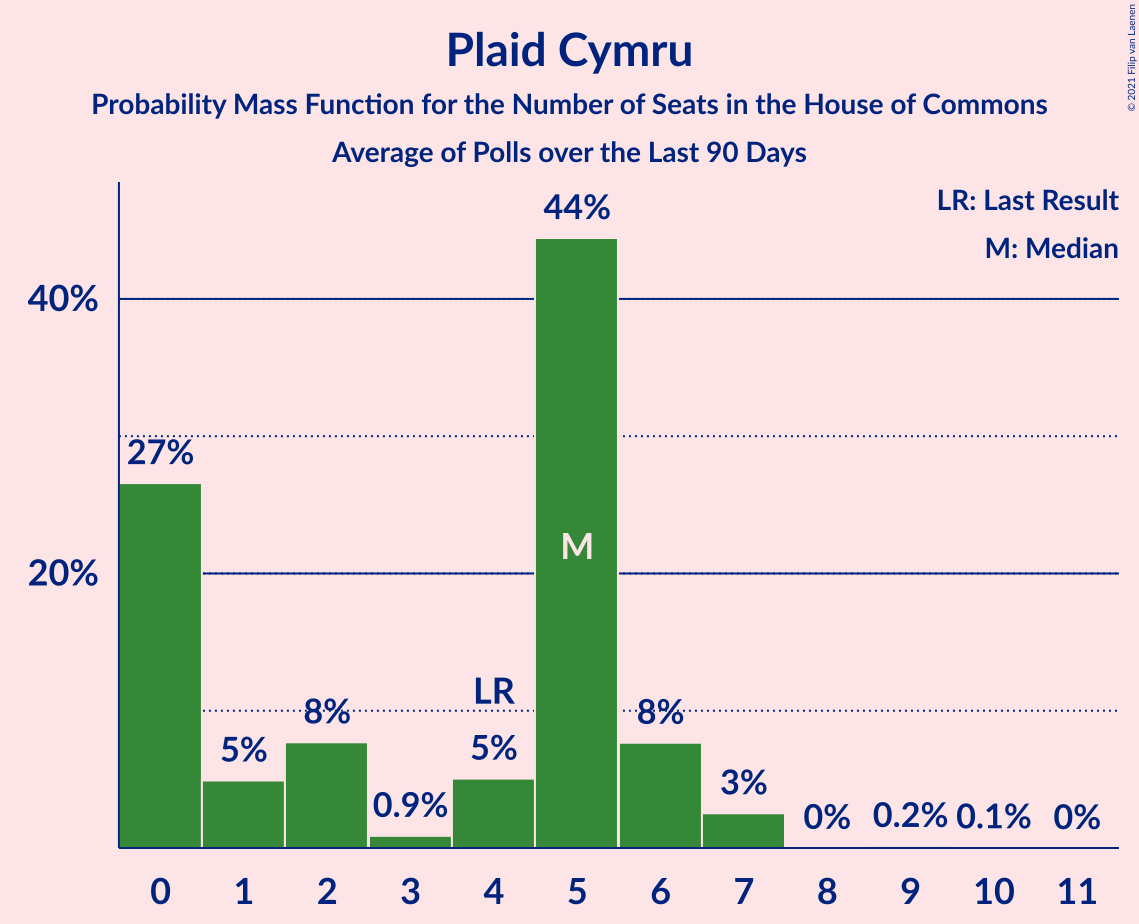 Plaid Cymru
Probability Mass Function for the Number of Seats in the House of Commons
Average of Polls over the Last 90 Days
© 2021 Filip van Laenen
LR: Last Result
M: Median
44%
40%
27%
M
20%
LR
8%
8%
5%
5%
3%
0.9%
0%
0.2%
0.1%
0%
0 1 2 3 4 5 6 7 8 9 10 11